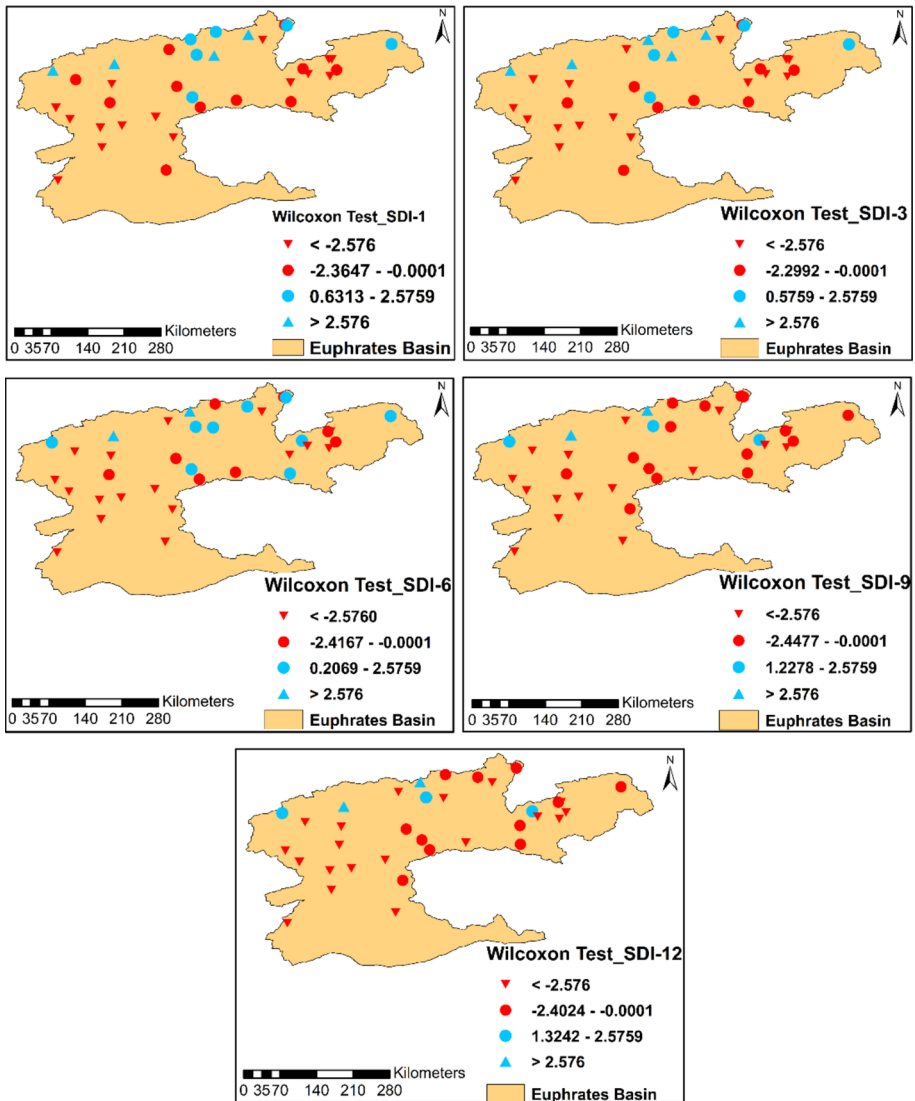 N
Wilcoxon Test_SDI-1
< -2.576
-2.3647 - -0.0001
0.6313 - 2.5759
> 2.576
Kilometers
0 3570 140 210 280
Euphrates Basin
N
Wilcoxon Test_SDI-3
< -2.576
-2.2992 - -0.0001
0.5759 - 2.5759
> 2.576
Kilometers
0 3570 140 210 280
Euphrates Basin
N
Wilcoxon Test_SDI-6
< -2.5760
-2.4167 - -0.0001
0.2069 - 2.5759
> 2.576
Kilometers
0 3570 140 210 280
Euphrates Basin
N
Wilcoxon Test_SDI-9
<-2.576
-2.4477 - -0.0001
1.2278 - 2.5759
> 2.576
Kilometers
0 3570 140 210 280
Euphrates Basin
N
Wilcoxon Test_SDI-12
< -2.576
-2.4024 - -0.0001
1.3242 - 2.5759
> 2.576
Kilometers
0 3570 140 210 280
Euphrates Basin